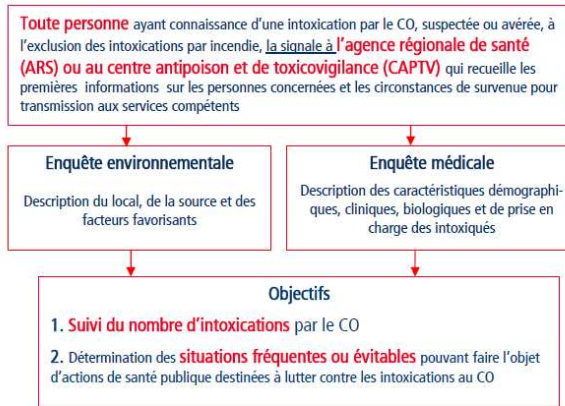 Toute personne ayant connaissance d'une intoxication par le CO, suspectée ou avérée, à
l'exclusion des intoxications par incendie, la signale à l'agence régionale de santé
(ARS) ou au centre antipoison et de toxicovigilance (CAPTV) qui recueille les
premières informations sur les personnes concernées et les circonstances de survenue pour
transmission aux services compétents
Enquête environnementale
Description du local, de la source et des
facteurs favorisants
Enquête médicale
Description des caractéristiques démographi-
ques, cliniques, biologiques et de prise en
charge des intoxiqués
Objectifs
1. Suivi du nombre d'intoxications par le CO
2. Détermination des situations fréquentes ou évitables pouvant faire l'objet
d'actions de santé publique destinées à lutter contre les intoxications au CO